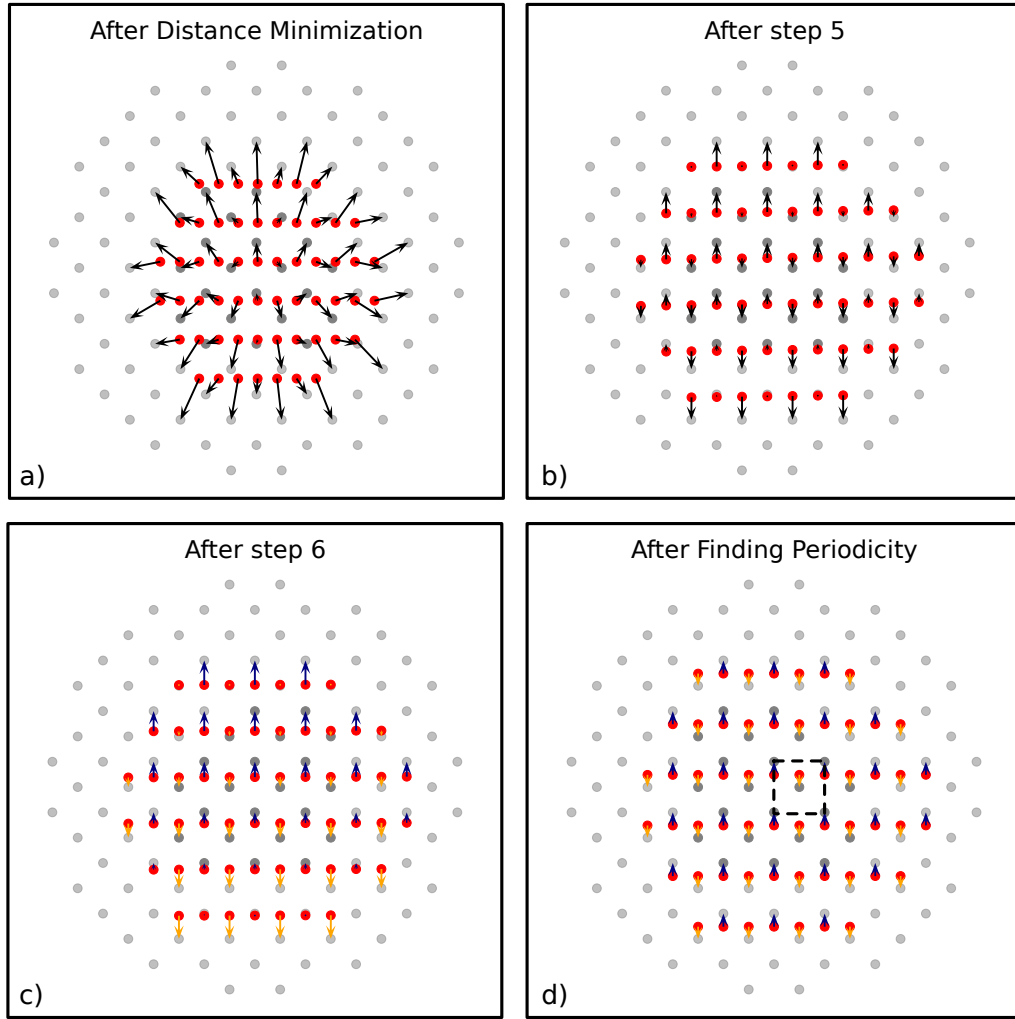 After Distance Minimization
a)
After step 5
b)
After step 6
c)
After Finding Periodicity
d)